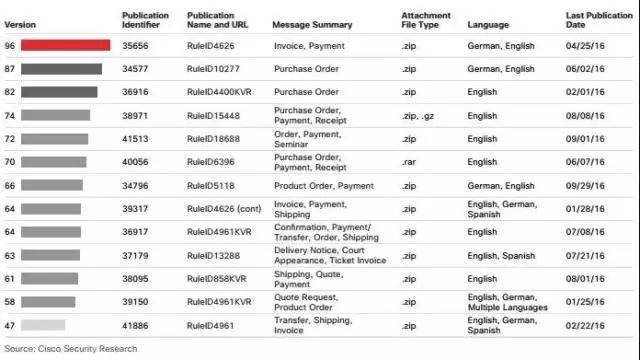 Version Publication Identifier Publication Name and URL Message Summary Attachment File Type Language Last Publication Date
96 35656 RuleID4626 Invoice, Payment .zip German, English 04/25/16
87 34577 RuleID10277 Purchase Order .zip German, English 06/02/16
82 36916 RuleID4400KVR Purchase Order .zip English 02/01/16
74 38971 RuleID15448 Purchase Order, Payment, Receipt .zip, .gz English 08/08/16
72 41513 RuleID18688 Order, Payment, Seminar .zip English 09/01/16
70 40056 RuleID6396 Purchase Order, Payment, Receipt .rar English 06/07/16
66 34796 RuleID5118 Product Order, Payment .zip German, English 09/29/16
64 39317 RuleID4626 (cont) Invoice, Payment, Shipping .zip English, German, Spanish 01/28/16
64 36917 RuleID4961KVR Confirmation, Payment/ Transfer, Order, Shipping .zip English 07/08/16
63 37179 RuleID13288 Delivery Notice, Court Appearance, Ticket Invoice .zip English, Spanish 07/21/16
61 38095 RuleID858KVR Shipping, Quote, Payment .zip English 08/01/16
58 39150 RuleID4961KVR Quote Request, Product Order .zip English, German, Multiple Languages 01/25/16
47 41886 RuleID4961 Transfer, Shipping, Invoice .zip English, German, Spanish 02/22/16
Source: Cisco Security Research